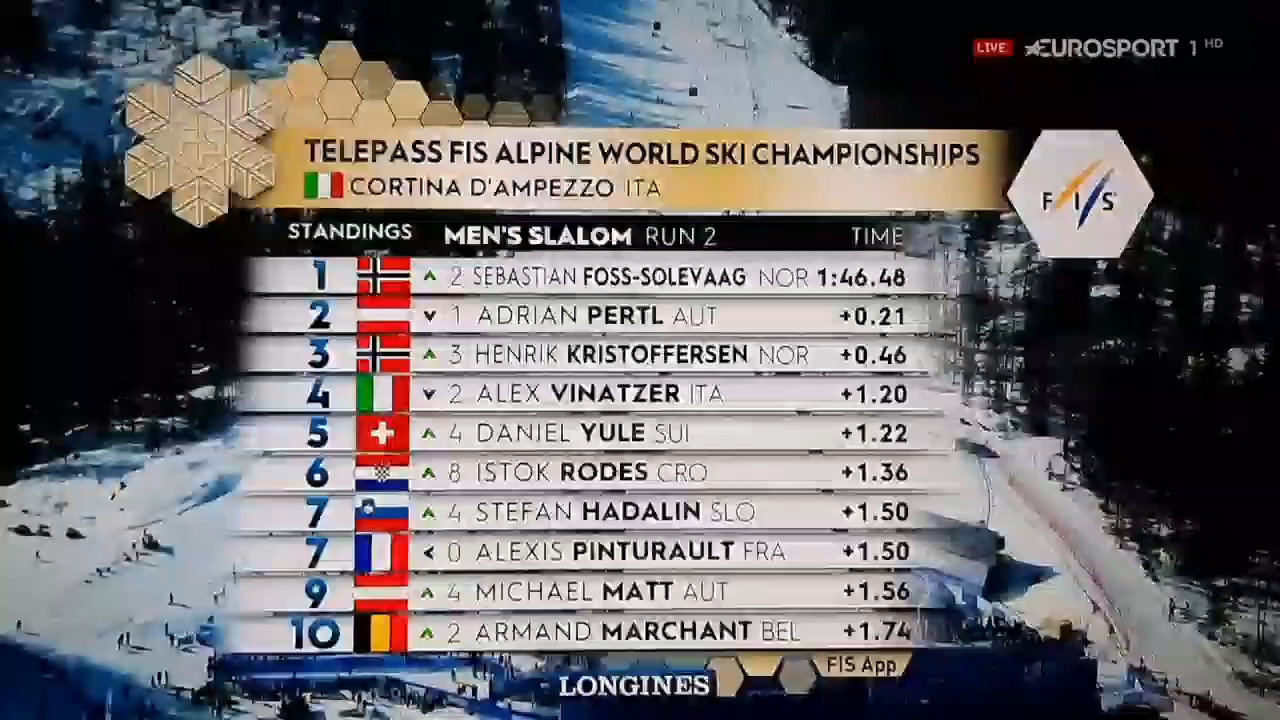 LIVE EUROSPORT 1 HD
TELEPASS FIS ALPINE WORLD SKI CHAMPIONSHIPS
CORTINA D'AMPEZZO ITA
FIS
STANDINGS MEN'S SLALOM RUN 2 TIME
1 2 SEBASTIAN FOSS-SOLEVAAG NOR 1:46.48
2 1 ADRIAN PERTL AUT +0.21
3 3 HENRIK KRISTOFFERSEN NOR +0.46
4 2 ALEX VINATZER ITA +1.20
5 4 DANIEL YULE SUI +1.22
6 8 ISTOK RODES CRO +1.36
7 4 STEFAN HADALIN SLO +1.50
7 0 ALEXIS PINTURAULT FRA +1.50
9 4 MICHAEL MATT AUT +1.56
10 2 ARMAND MARCHANT BEL +1.74
FIS App
LONGINES